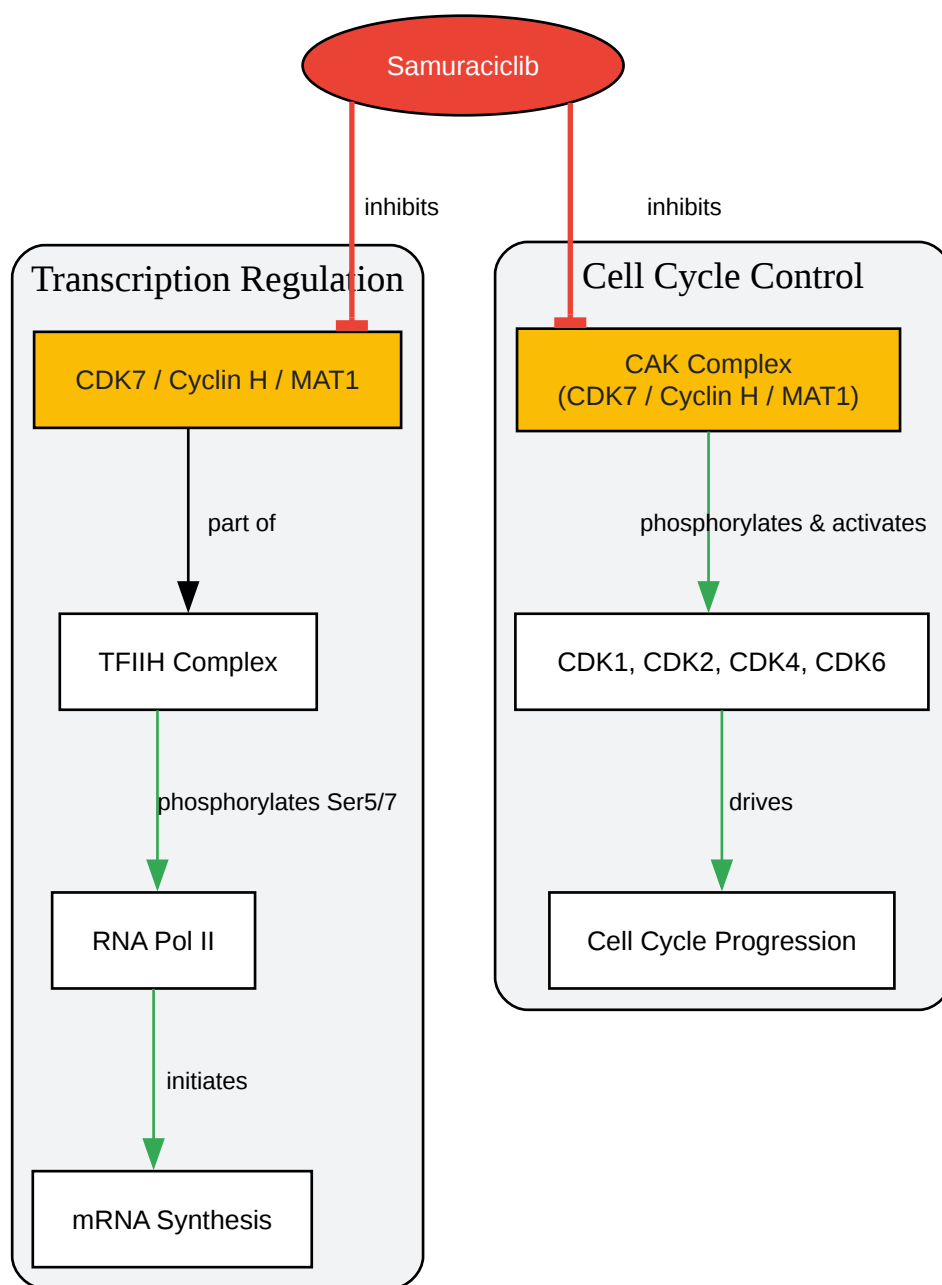 Samuraciclib
inhibits
inhibits
Transcription Regulation
CDK7 / Cyclin H / MAT1
part of
TFIIH Complex
phosphorylates Ser5/7
RNA Pol II
initiates
mRNA Synthesis
Cell Cycle Control
CAK Complex
(CDK7 / Cyclin H / MAT1)
phosphorylates & activates
CDK1, CDK2, CDK4, CDK6
drives
Cell Cycle Progression